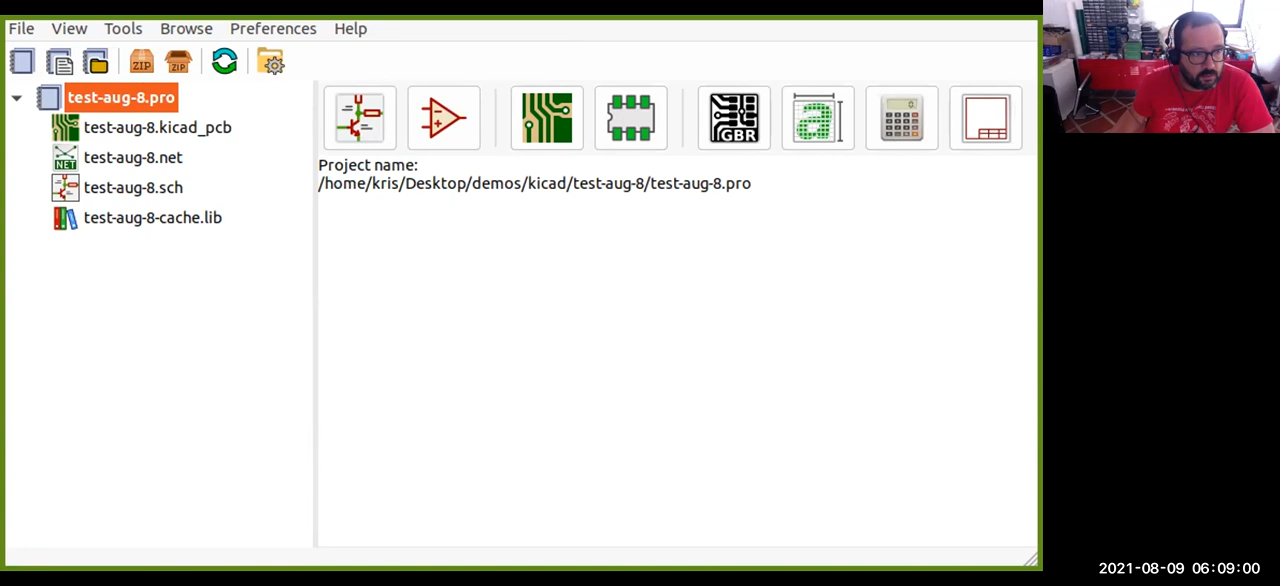 File View Tools Browse Preferences Help
ZIP ZIP
test-aug-8.pro
test-aug-8.kicad_pcb
NET test-aug-8.net
test-aug-8.sch
test-aug-8-cache.lib
GBR a
Project name:
/home/kris/Desktop/demos/kicad/test-aug-8/test-aug-8.pro
2021-08-09 06:09:00